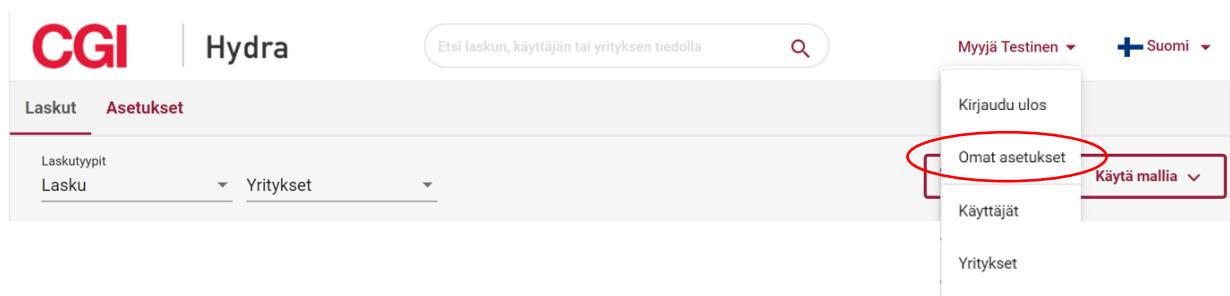 CGI Hydra Etsi laskun, käyttäjän tai yrityksen tiedolla Myyjä Testinen Suomi
Laskut Asetukset
Kirjaudu ulos
Laskutyypit
Lasku Yritykset
Omat asetukset
Käytä mallia
Käyttäjät
Yritykset